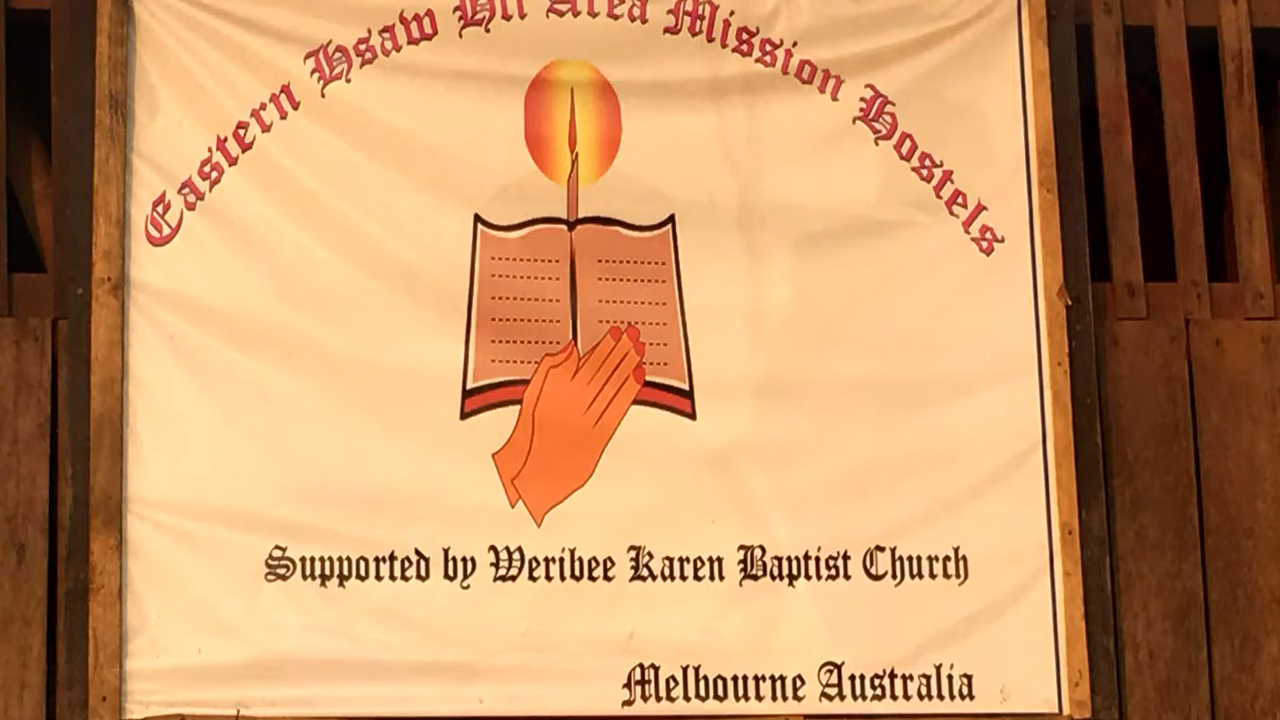 Eastern Hsaw Hti Area Mission Hostels
Supported by Weribee Karen Baptist Church
Melbourne Australia